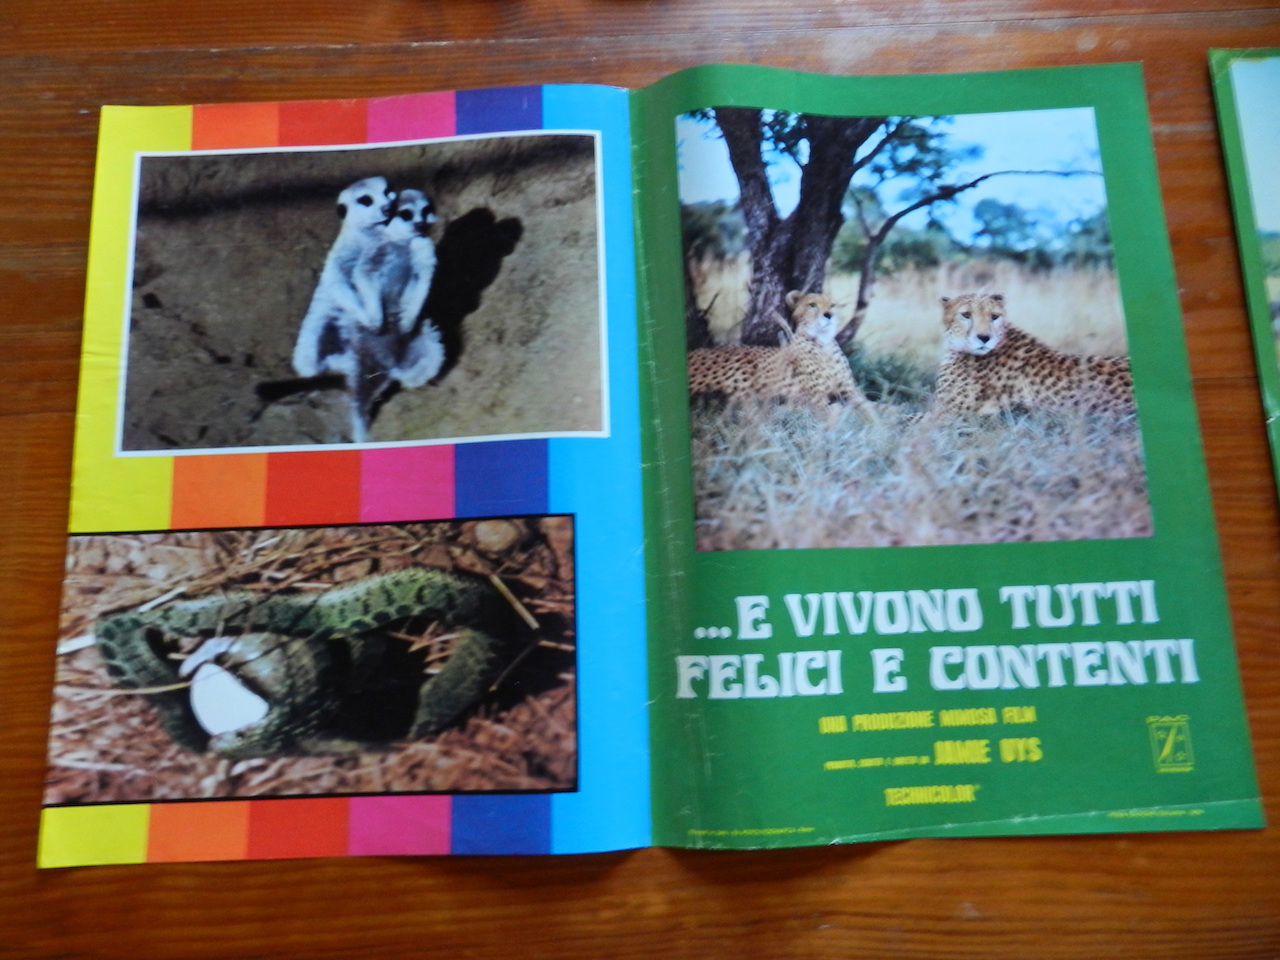 ...E VIVONO TUTTI
FELICI E CONTENTI
UNA PRODUZIONE MIMOSA FILM
JAMIE UYS
TECHNICOLOR®